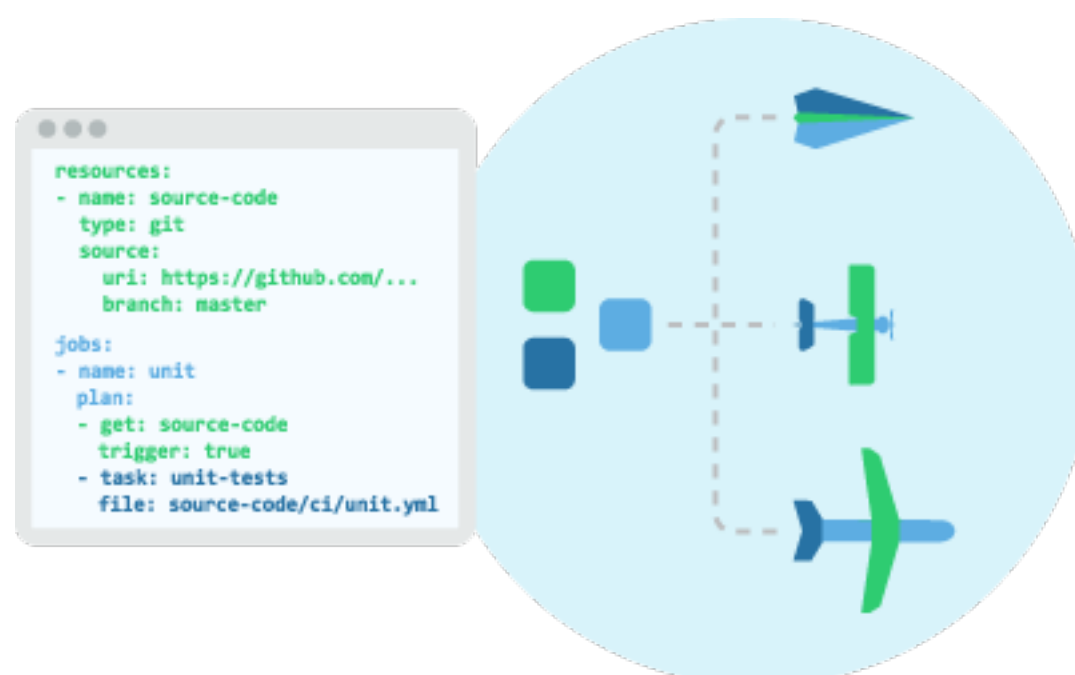 resources:
- name: source-code
  type: git
  source:
    uri: https://github.com/...
    branch: master
jobs:
- name: unit
  plan:
  - get: source-code
    trigger: true
  - task: unit-tests
    file: source-code/ci/unit.yml